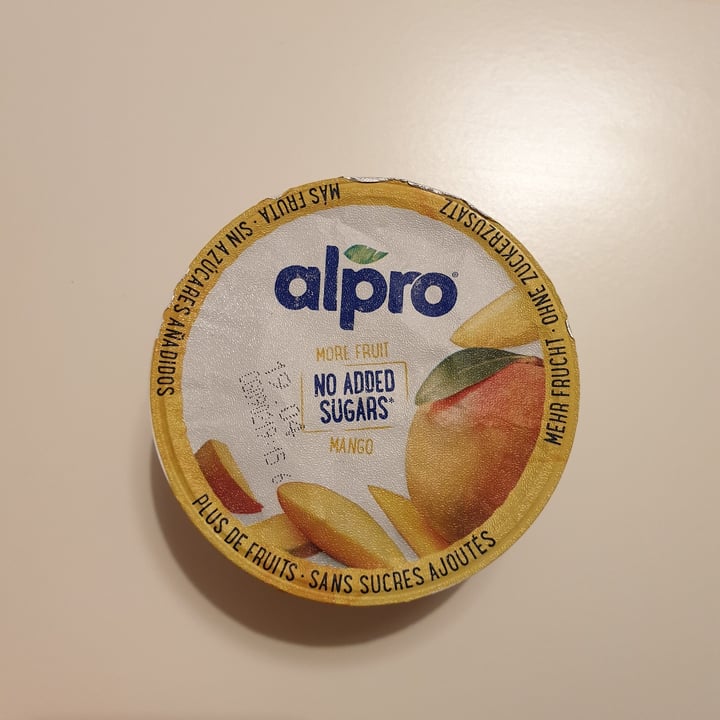 alpro®
MORE FRUIT
NO ADDED
SUGARS*
MANGO
19.04
MÁS FRUTA · SIN AZÚCARES AÑADIDOS
MEHR FRUCHT · OHNE ZUCKERZUSATZ
PLUS DE FRUITS · SANS SUCRES AJOUTÉS